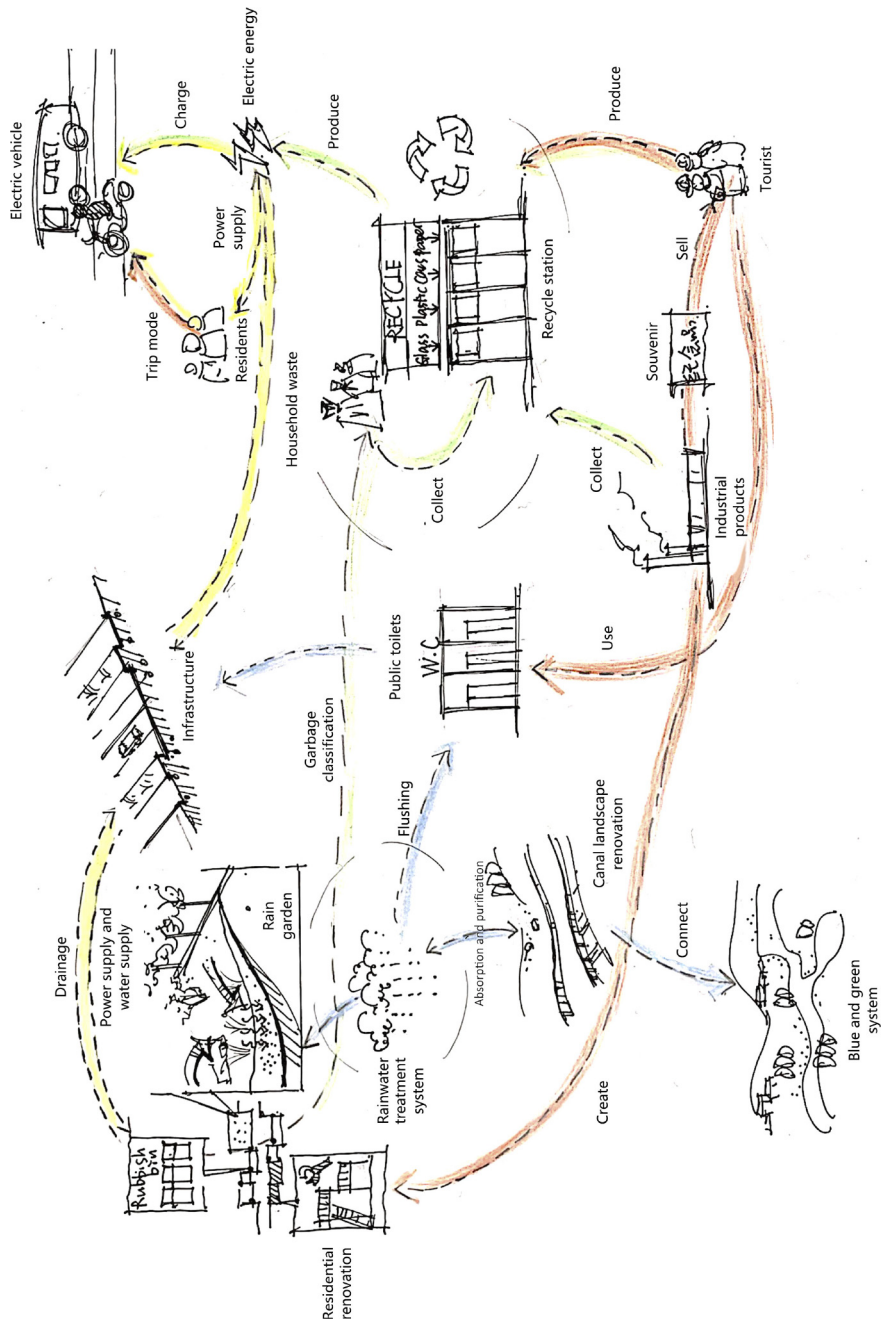 Electric vehicle
Drainage
Power supply and
water supply
Rubbish
bin
Trip mode
Charge
Infrastructure
Power
supply
Residents
Electric energy
Rain
garden
Household waste
Garbage
classification
Residential
renovation
Produce
Rainwater
treatment
system
Public toilets
RECYCLE
Flushing
W.C
Glass Plastic Cans Paper
Collect
Absorption and purification
Recycle station
Canal landscape
renovation
Collect
Create
Use
Produce
Souvenir
Connect
纪念品
Sell
Industrial
products
Tourist
Blue and green
system